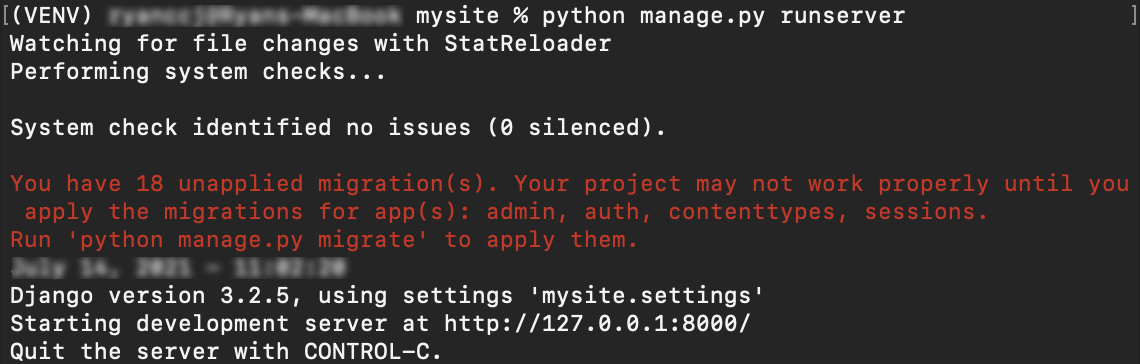 [(VENV) mysite % python manage.py runserver ]
Watching for file changes with StatReloader
Performing system checks...
System check identified no issues (0 silenced).
You have 18 unapplied migration(s). Your project may not work properly until you
apply the migrations for app(s): admin, auth, contenttypes, sessions.
Run 'python manage.py migrate' to apply them.
Django version 3.2.5, using settings 'mysite.settings'
Starting development server at http://127.0.0.1:8000/
Quit the server with CONTROL-C.